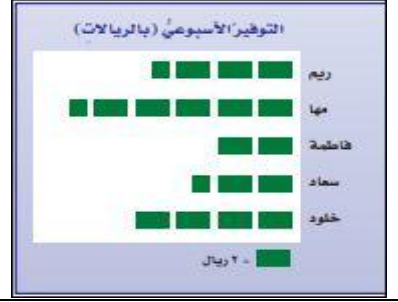 التوفير الأسبوعي (بالريالات)
ريم
مها
فاطمة
سعاد
خلود
= ٢ ريال